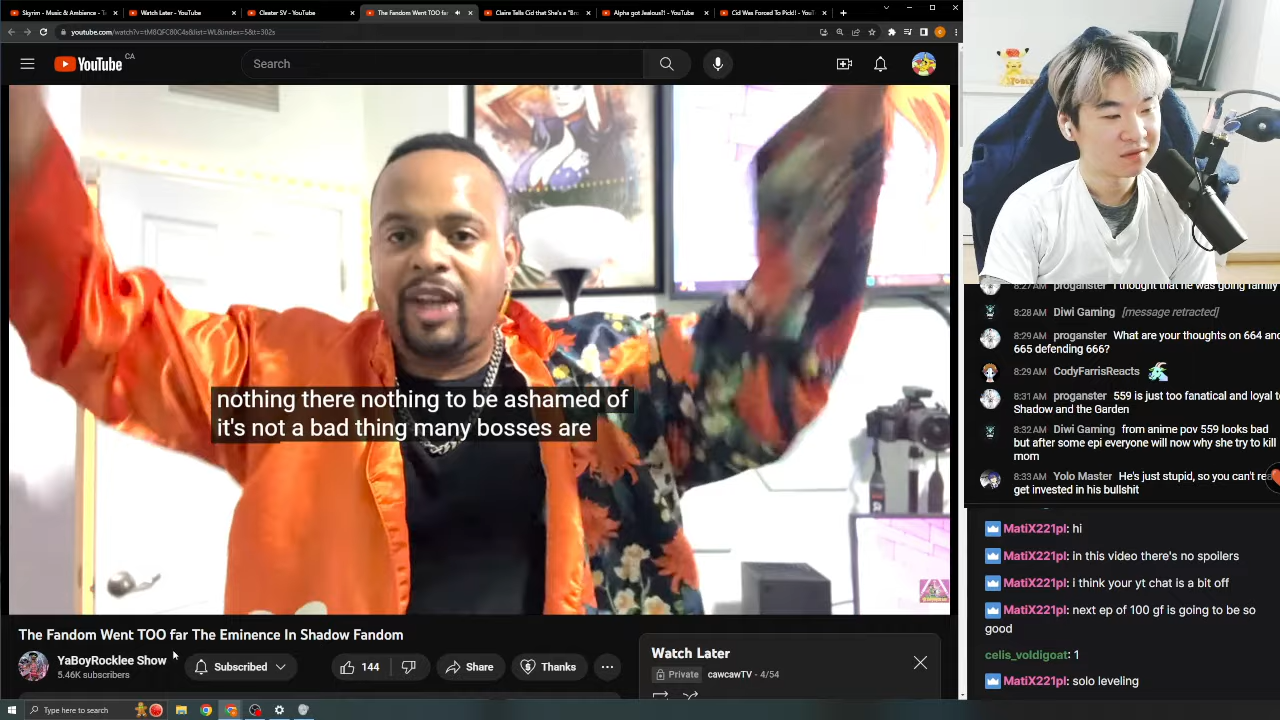 Skyrim - Music & Ambience - T
Watch Later - YouTube
Cleater SV - YouTube
The Fandom Went TOO far
Claire Tells Cid that She's a "Bro
Alpha got Jealous?! - YouTube
Cid Was Forced To Pick!! - YouT
youtube.com/watch?v=tM8QFC80C4s&list=WL&index=5&t=302s
YouTube CA
Search
nothing there nothing to be ashamed of
it's not a bad thing many bosses are
The Fandom Went TOO far The Eminence In Shadow Fandom
YaBoyRocklee Show
5.46K subscribers
Subscribed
144
Share
Thanks
Watch Later
Private cawcawTV - 4/54
Type here to search
8:27 AM proganster I thought that he was going family
8:28 AM Diwi Gaming [message retracted]
8:29 AM proganster What are your thoughts on 664 and
665 defending 666?
8:29 AM CodyFarrisReacts
8:31 AM proganster 559 is just too fanatical and loyal to
Shadow and the Garden
8:32 AM Diwi Gaming from anime pov 559 looks bad
but after some epi everyone will now why she try to kill
mom
8:33 AM Yolo Master He's just stupid, so you can't re
get invested in his bullshit
MatiX221pl: hi
MatiX221pl: in this video there's no spoilers
MatiX221pl: i think your yt chat is a bit off
MatiX221pl: next ep of 100 gf is going to be so
good
celis_voldigoat: 1
MatiX221pl: solo leveling